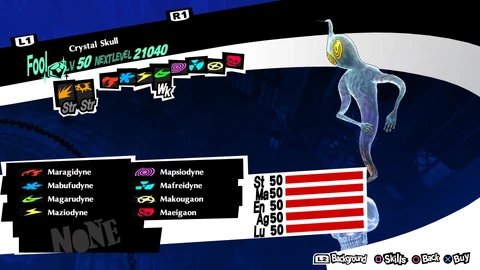 L1
R1
Crystal Skull
Fool LV 50 NEXT LEVEL 21040
Str Str Wk
Maragidyne Mapsiodyne
Mabufudyne Mafreidyne
Magarudyne Makougaon
Maziodyne Maeigaon
NONE
St 50
Ma 50
En 50
Ag 50
Lu 50
L2 Background Skills Back Buy